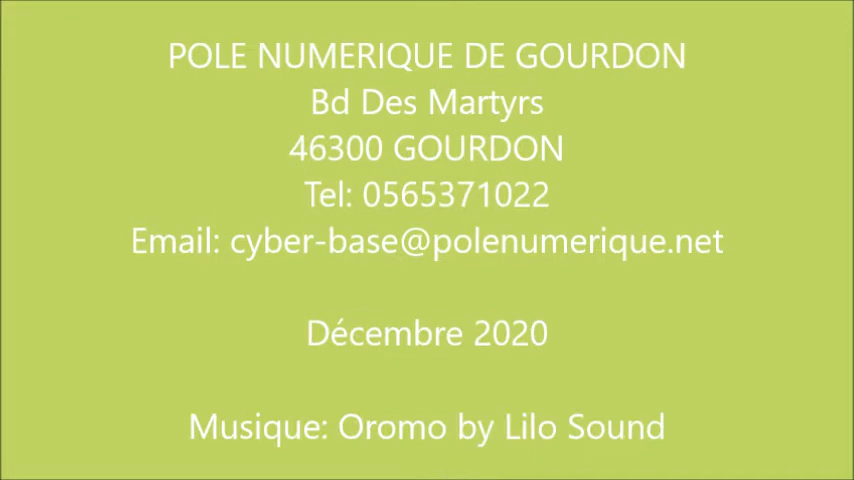 POLE NUMERIQUE DE GOURDON
Bd Des Martyrs
46300 GOURDON
Tel: 0565371022
Email: cyber-base@polenumerique.net
Décembre 2020
Musique: Oromo by Lilo Sound